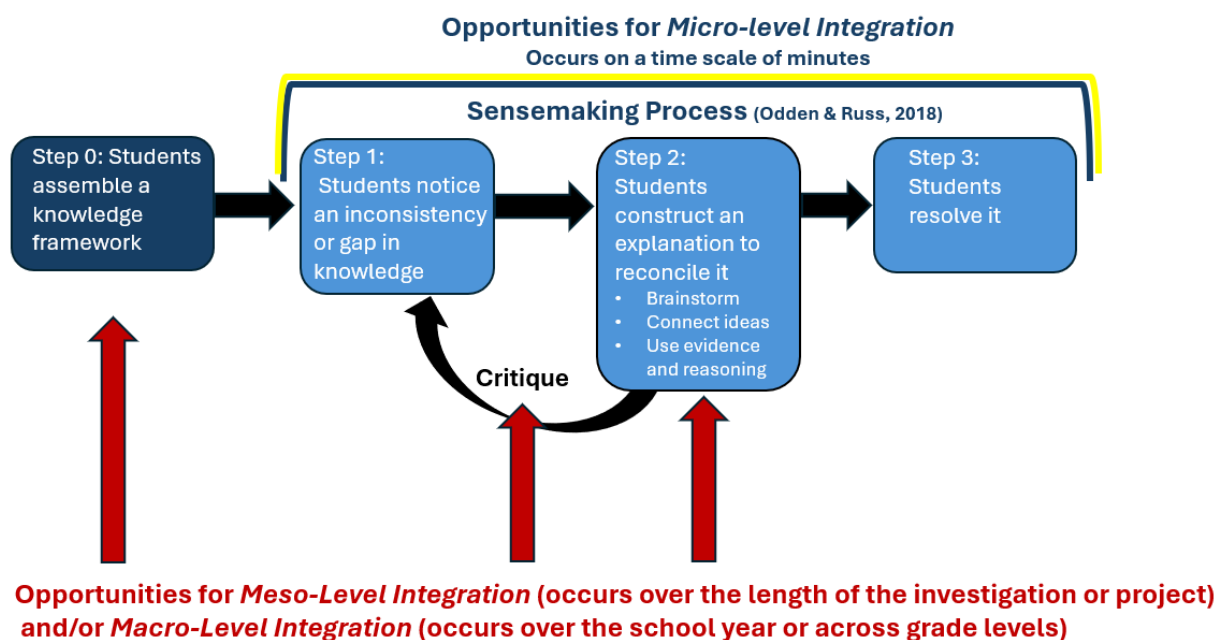 Opportunities for Micro-level Integration
Occurs on a time scale of minutes
Sensemaking Process (Odden & Russ, 2018)
Step 0: Students
assemble a
knowledge
framework
Step 1:
Students notice
an inconsistency
or gap in
knowledge
Step 2:
Students
construct an
explanation to
reconcile it
• Brainstorm
• Connect ideas
• Use evidence
and reasoning
Step 3:
Students
resolve it
Critique
Opportunities for Meso-Level Integration (occurs over the length of the investigation or project)
and/or Macro-Level Integration (occurs over the school year or across grade levels)